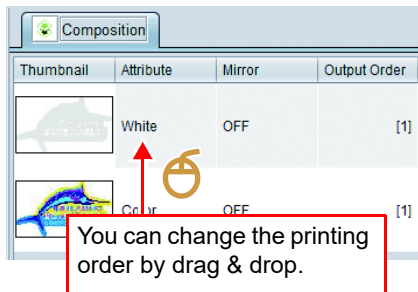 Composition
Thumbnail Attribute Mirror Output Order
White OFF [1]
Color OFF [1]
You can change the printing
order by drag & drop.